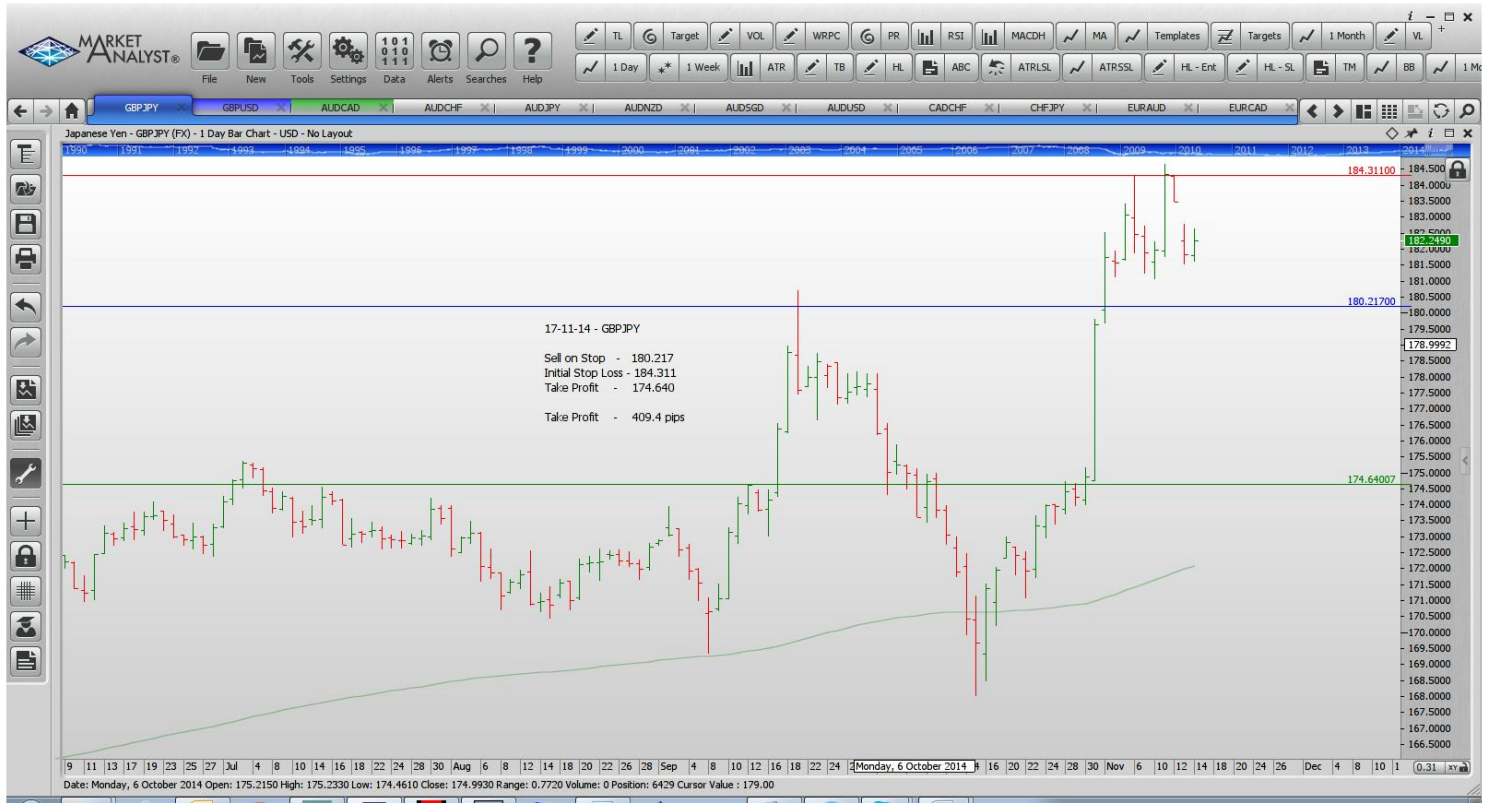 MARKET ANALYST®
File New Tools Settings Data Alerts Searches Help
TL Target VOL WRPC PR RSI MACDH MA Templates Targets 1 Month VL
1 Day 1 Week ATR TB HL ABC ATRLSL ATRSSL HL - Ent HL - SL TM BB
GBPJPY GBPUSD AUDCAD AUDCHF AUDJPY AUDNZD AUDSGD AUDUSD CADCHF CHFJPY EURAUD EURCAD
Japanese Yen - GBPJPY (FX) - 1 Day Bar Chart - USD - No Layout
1990 1991 1992 1993 1994 1995 1996 1997 1998 1999 2000 2001 2002 2003 2004 2005 2006 2007 2008 2009 2010 2011 2012 2013 2014
184.31100
184.0000
183.5000
183.0000
182.2490
182.0000
181.5000
181.0000
180.5000
180.21700
180.0000
179.5000
178.9992
178.5000
178.0000
177.5000
177.0000
176.5000
176.0000
175.5000
175.0000
174.64007
174.5000
174.0000
173.5000
173.0000
172.5000
172.0000
171.5000
171.0000
170.5000
170.0000
169.5000
169.0000
168.5000
168.0000
167.5000
167.0000
166.5000
17-11-14 - GBPJPY
Sell on Stop - 180.217
Initial Stop Loss - 184.311
Take Profit - 174.640
Take Profit - 409.4 pips
9 11 13 17 19 23 25 27 Jul 4 8 10 14 16 18 22 24 28 30 Aug 6 8 12 14 18 20 22 26 28 Sep 4 8 10 12 16 18 22 24 Monday, 6 October 2014 16 20 22 24 28 30 Nov 6 10 12 14 18 20 24 26 Dec 4 8 10 1 0.31 XY
Date: Monday, 6 October 2014 Open: 175.2150 High: 175.2330 Low: 174.4610 Close: 174.9930 Range: 0.7720 Volume: 0 Position: 6429 Cursor Value : 179.00